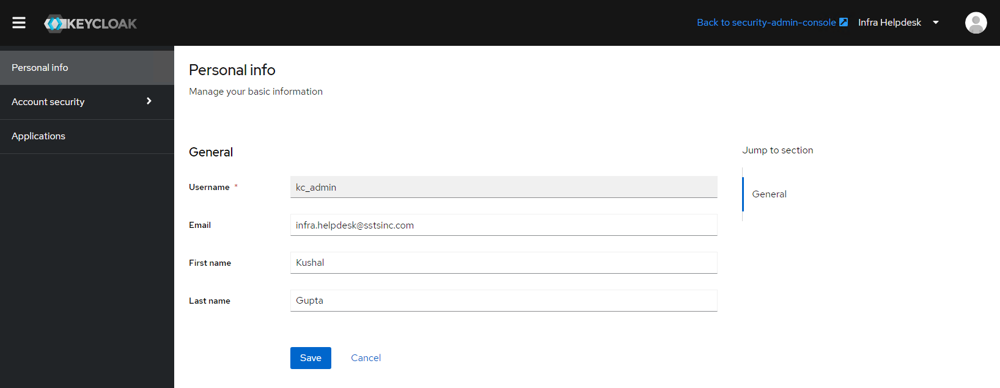 KEYCLOAK
Back to security-admin-console
Infra Helpdesk
Personal info
Account security
Applications
Personal info
Manage your basic information
General
Username *
kc_admin
Email
infra.helpdesk@sstsinc.com
First name
Kushal
Last name
Gupta
Save
Cancel
Jump to section
General